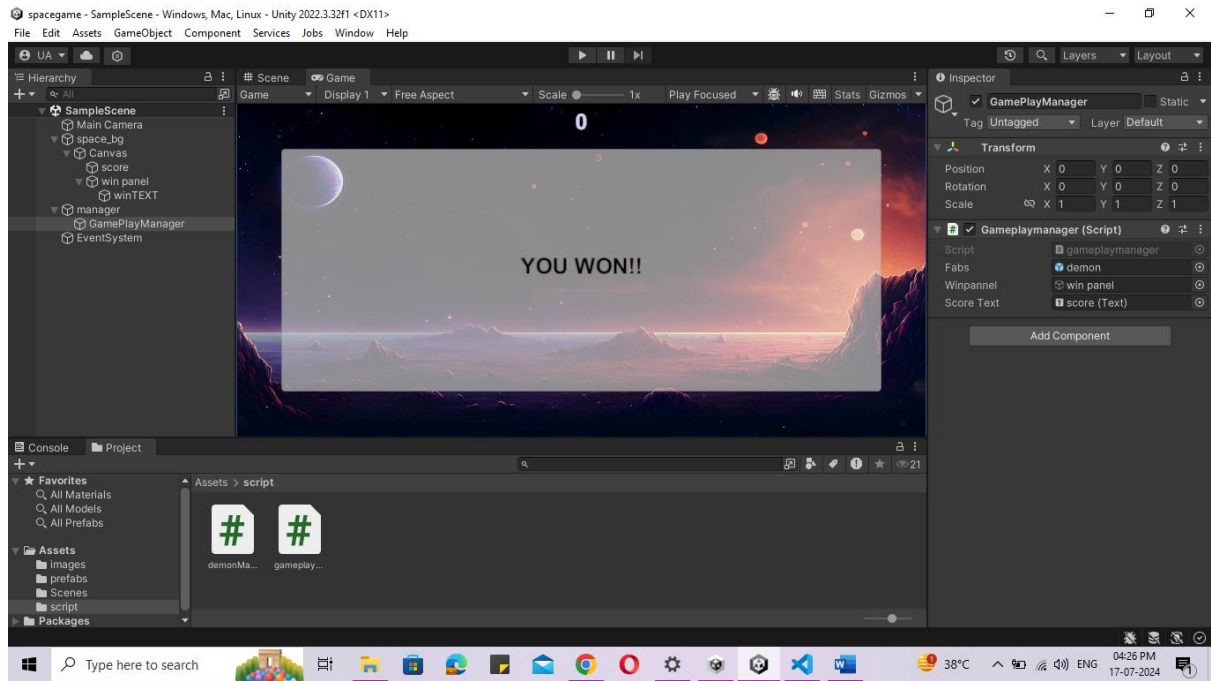 spacegame - SampleScene - Windows, Mac, Linux - Unity 2022.3.32f1 <DX11>
File Edit Assets GameObject Component Services Jobs Window Help
UA
Layers Layout
Hierarchy
All
SampleScene
Main Camera
space_bg
Canvas
score
win panel
winTEXT
manager
GamePlayManager
EventSystem
Scene Game
Game Display 1 Free Aspect Scale 1x Play Focused Stats Gizmos
0
YOU WON!!
Inspector
GamePlayManager Static
Tag Untagged Layer Default
Transform
Position X 0 Y 0 Z 0
Rotation X 0 Y 0 Z 0
Scale X 1 Y 1 Z 1
# Gameplaymanager (Script)
Script gameplaymanager
Fabs demon
Winpannel win panel
Score Text score (Text)
Add Component
Console Project
21
Favorites
All Materials
All Models
All Prefabs
Assets
images
prefabs
Scenes
script
Packages
Assets > script
# #
demonMa... gameplay...
Type here to search
38°C ENG 04:26 PM
17-07-2024